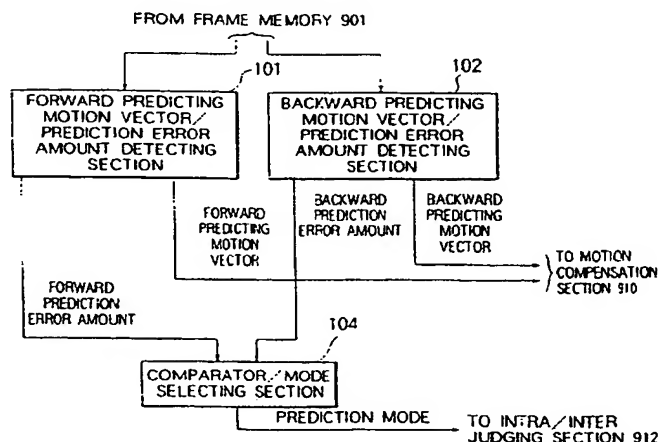 FROM FRAME MEMORY 901
101
102
FORWARD PREDICTING
MOTION VECTOR/
PREDICTION ERROR
AMOUNT DETECTING
SECTION
BACKWARD PREDICTING
MOTION VECTOR/
PREDICTION ERROR
AMOUNT DETECTING
SECTION
FORWARD
PREDICTING
MOTION
VECTOR
BACKWARD
PREDICTION
ERROR AMOUNT
BACKWARD
PREDICTING
MOTION
VECTOR
TO MOTION
COMPENSATION
SECTION 910
FORWARD
PREDICTION
ERROR AMOUNT
104
COMPARATOR/MODE
SELECTING SECTION
PREDICTION MODE
TO INTRA/INTER
JUDGING SECTION 912